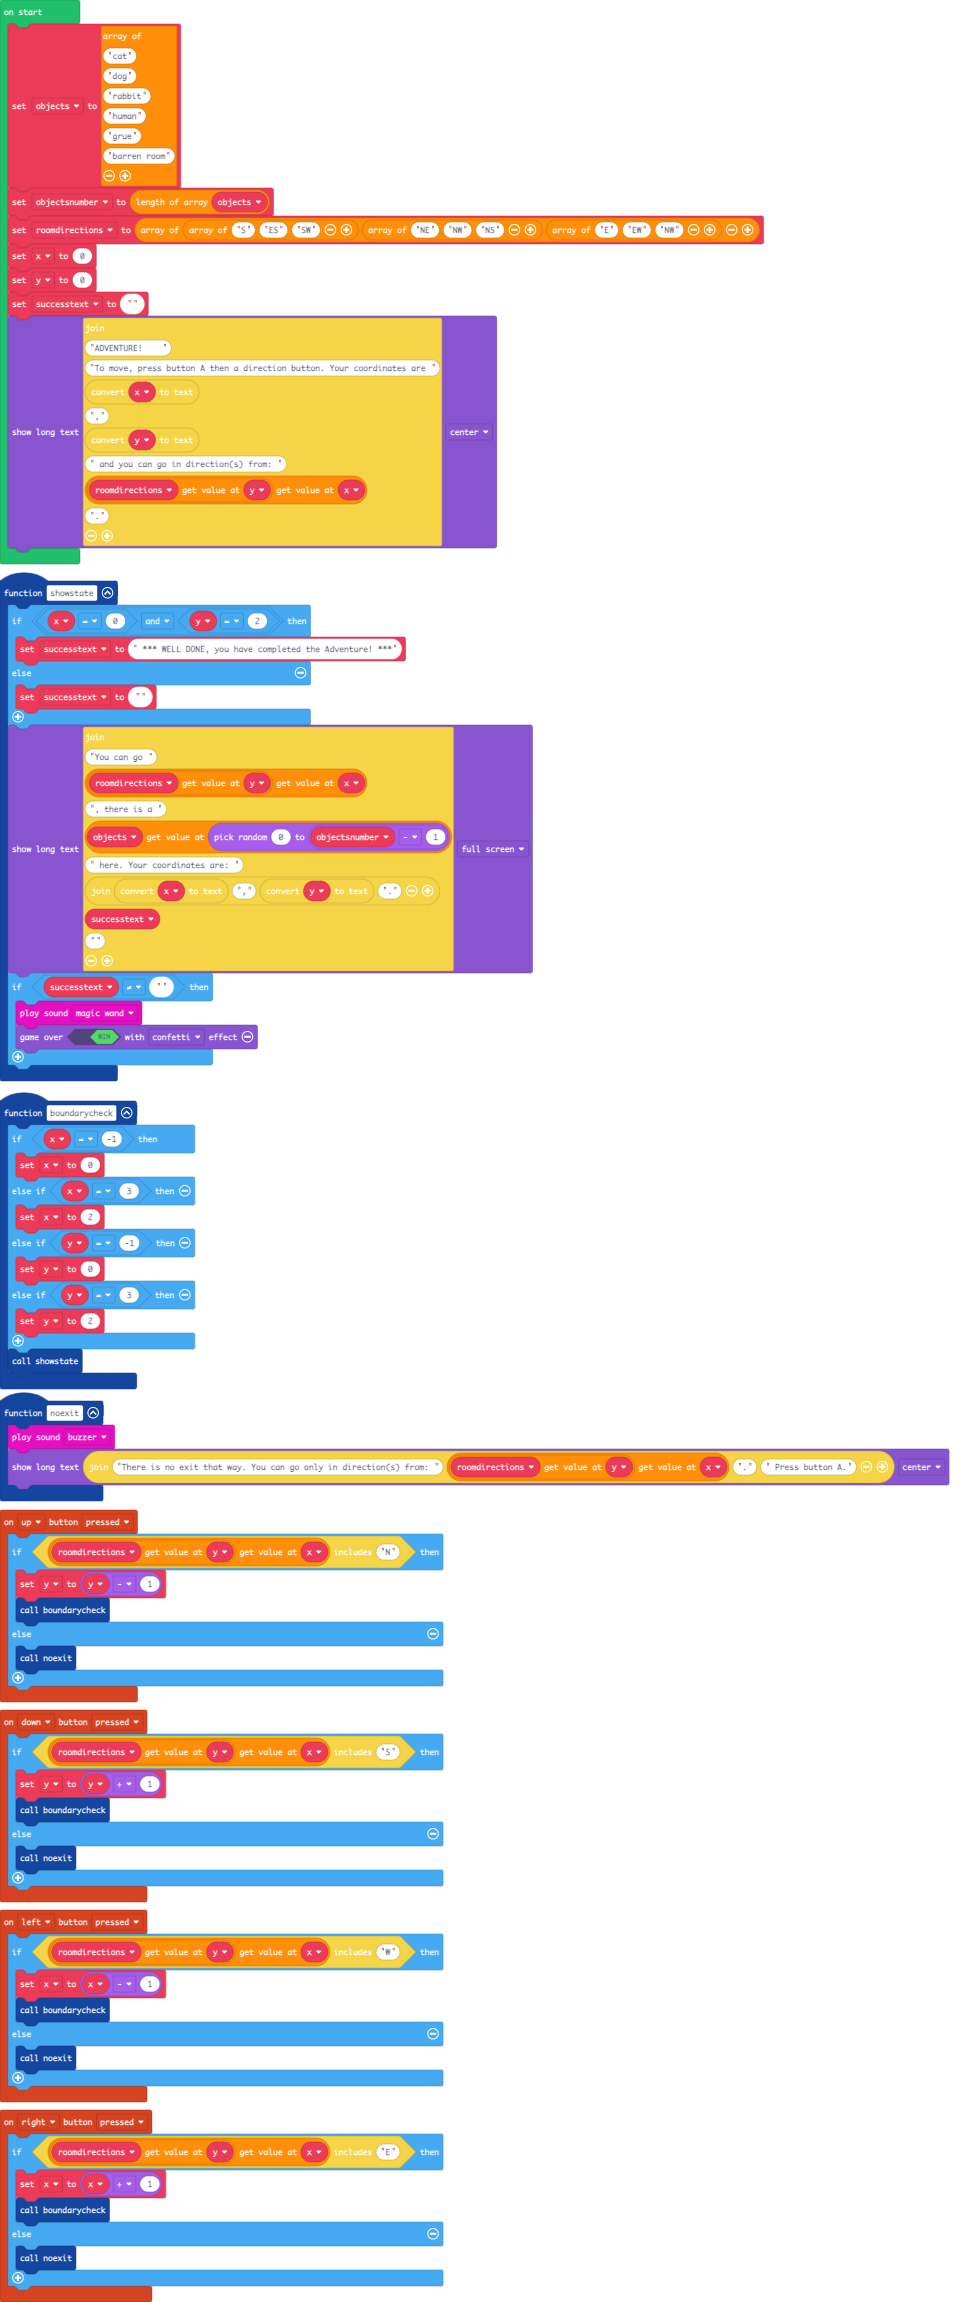 on start
array of
"cat"
"dog"
"rabbit"
"human"
"grue"
"barren room"
set objects to
set objectsnumber to length of array objects
set roomdirections to array of array of "S" "ES" "SW" array of "NE" "NW" "NS" array of "E" "EW" "NW"
set x to 0
set y to 0
set successtext to ""
join
"ADVENTURE! "
"To move, press button A then a direction button. Your coordinates are "
convert x to text
","
show long text center
convert y to text
" and you can go in direction(s) from: "
roomdirections get value at y get value at x
"."
function showstate
if x = 0 and y = 2 then
set successtext to " *** WELL DONE, you have completed the Adventure! ***"
else
set successtext to ""
join
"You can go "
roomdirections get value at y get value at x
", there is a "
objects get value at pick random 0 to objectsnumber - 1
show long text full screen
" here. Your coordinates are: "
join convert x to text "," convert y to text "."
successtext
""
if successtext ≠ "" then
play sound magic wand
game over WIN with confetti effect
function boundarycheck
if x = -1 then
set x to 0
else if x = 3 then
set x to 2
else if y = -1 then
set y to 0
else if y = 3 then
set y to 2
call showstate
function noexit
play sound buzzer
show long text join "There is no exit that way. You can go only in direction(s) from: " roomdirections get value at y get value at x "." " Press button A." center
on up button pressed
if roomdirections get value at y get value at x includes "N" then
set y to y - 1
call boundarycheck
else
call noexit
on down button pressed
if roomdirections get value at y get value at x includes "S" then
set y to y + 1
call boundarycheck
else
call noexit
on left button pressed
if roomdirections get value at y get value at x includes "W" then
set x to x - 1
call boundarycheck
else
call noexit
on right button pressed
if roomdirections get value at y get value at x includes "E" then
set x to x + 1
call boundarycheck
else
call noexit